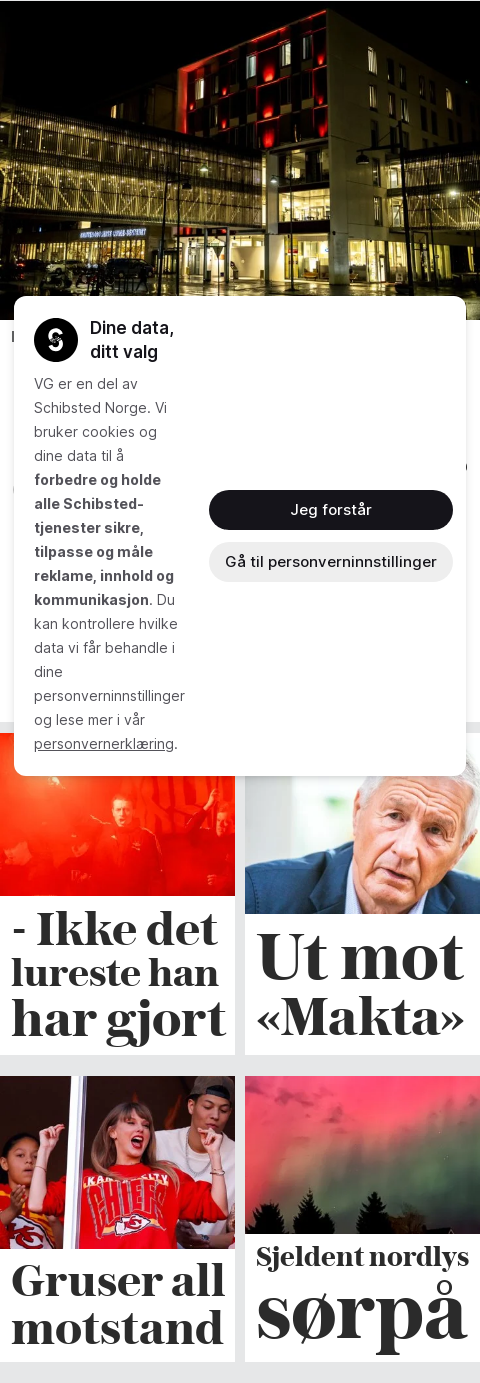 Dine data,
ditt valg
VG er en del av
Schibsted Norge. Vi
bruker cookies og
dine data til å
forbedre og holde
alle Schibsted-
tjenester sikre,
tilpasse og måle
reklame, innhold og
kommunikasjon. Du
kan kontrollere hvilke
data vi får behandle i
dine
personverninnstillinger
og lese mer i vår
personvernerklæring.
Jeg forstår
Gå til personverninnstillinger
- Ikke det
lureste han
har gjort
Ut mot
«Makta»
CHIEFS
Gruser all
motstand
Sjeldent nordlys
sørpå